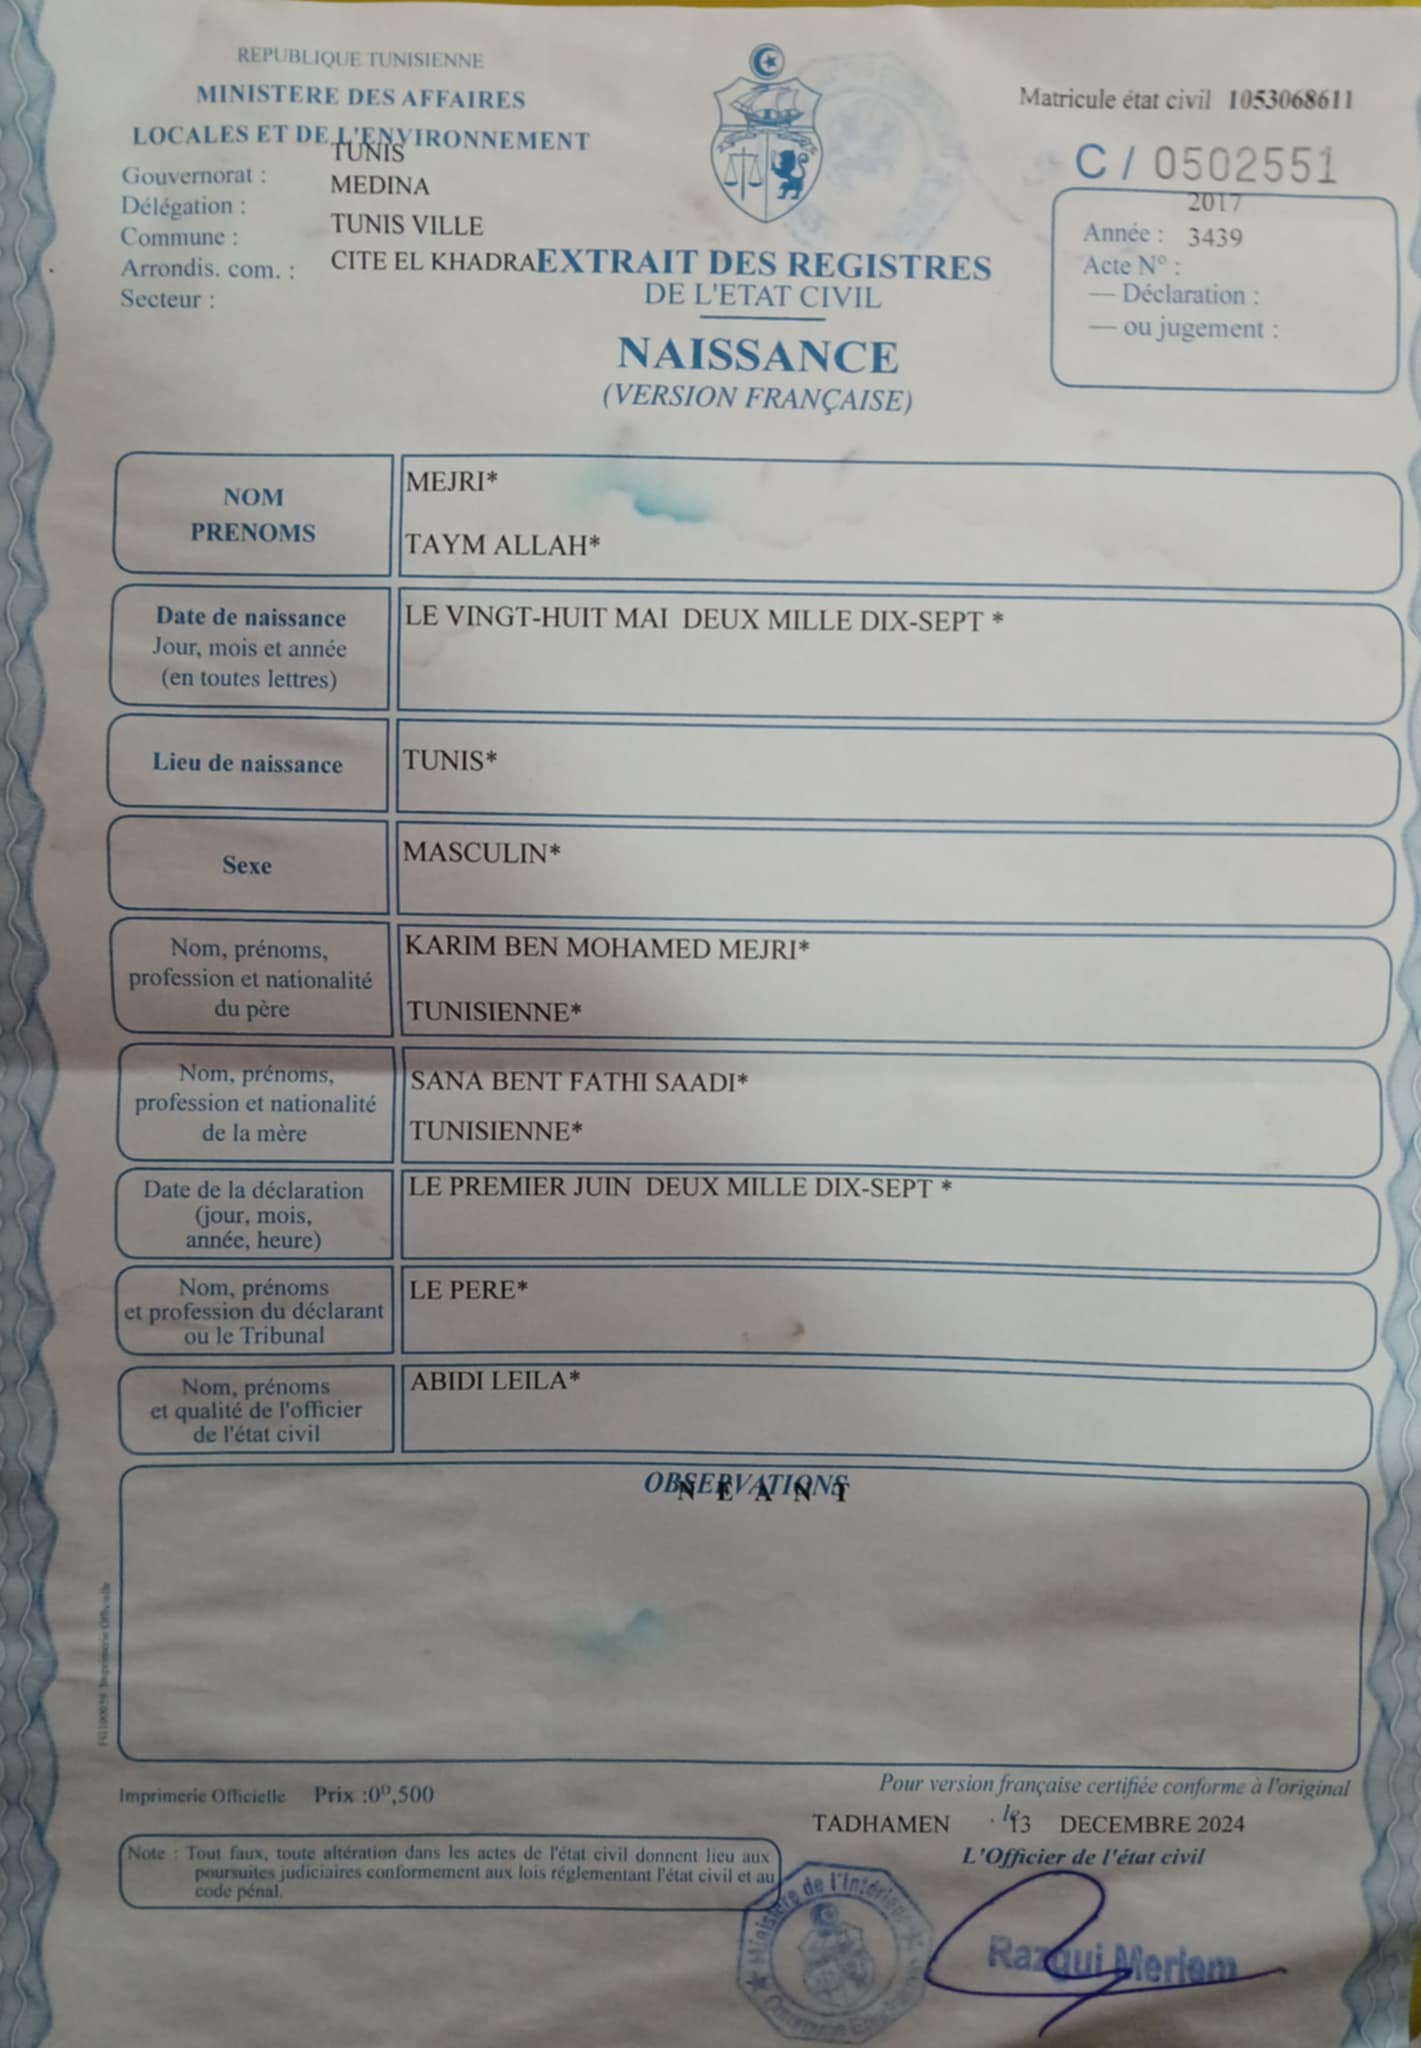 REPUBLIQUE TUNISIENNE
MINISTERE DES AFFAIRES
LOCALES ET DE L'ENVIRONNEMENT
Gouvernorat : TUNIS
Délégation : MEDINA
Commune : TUNIS VILLE
Arrondis. com. : CITE EL KHADRA
Secteur :
Matricule état civil 1053068611
C / 0502551
2017
Année : 3439
Acte N° :
— Déclaration :
— ou jugement :
EXTRAIT DES REGISTRES
DE L'ETAT CIVIL
NAISSANCE
(VERSION FRANÇAISE)
NOM
PRENOMS
MEJRI*
TAYM ALLAH*
Date de naissance
Jour, mois et année
(en toutes lettres)
LE VINGT-HUIT MAI DEUX MILLE DIX-SEPT *
Lieu de naissance
TUNIS*
Sexe
MASCULIN*
Nom, prénoms,
profession et nationalité
du père
KARIM BEN MOHAMED MEJRI*
TUNISIENNE*
Nom, prénoms,
profession et nationalité
de la mère
SANA BENT FATHI SAADI*
TUNISIENNE*
Date de la déclaration
(jour, mois,
année, heure)
LE PREMIER JUIN DEUX MILLE DIX-SEPT *
Nom, prénoms
et profession du déclarant
ou le Tribunal
LE PERE*
Nom, prénoms
et qualité de l'officier
de l'état civil
ABIDI LEILA*
OBSERVATIONS
N E A N T
Imprimerie Officielle Prix :0ᴰ,500
Pour version française certifiée conforme à l'original
TADHAMEN le 13 DECEMBRE 2024
L'Officier de l'état civil
Note : Tout faux, toute altération dans les actes de l'état civil donnent lieu aux
poursuites judiciaires conformement aux lois réglementant l'état civil et au
code pénal.
Ministère de l'Intérieur
Razgui Meriem